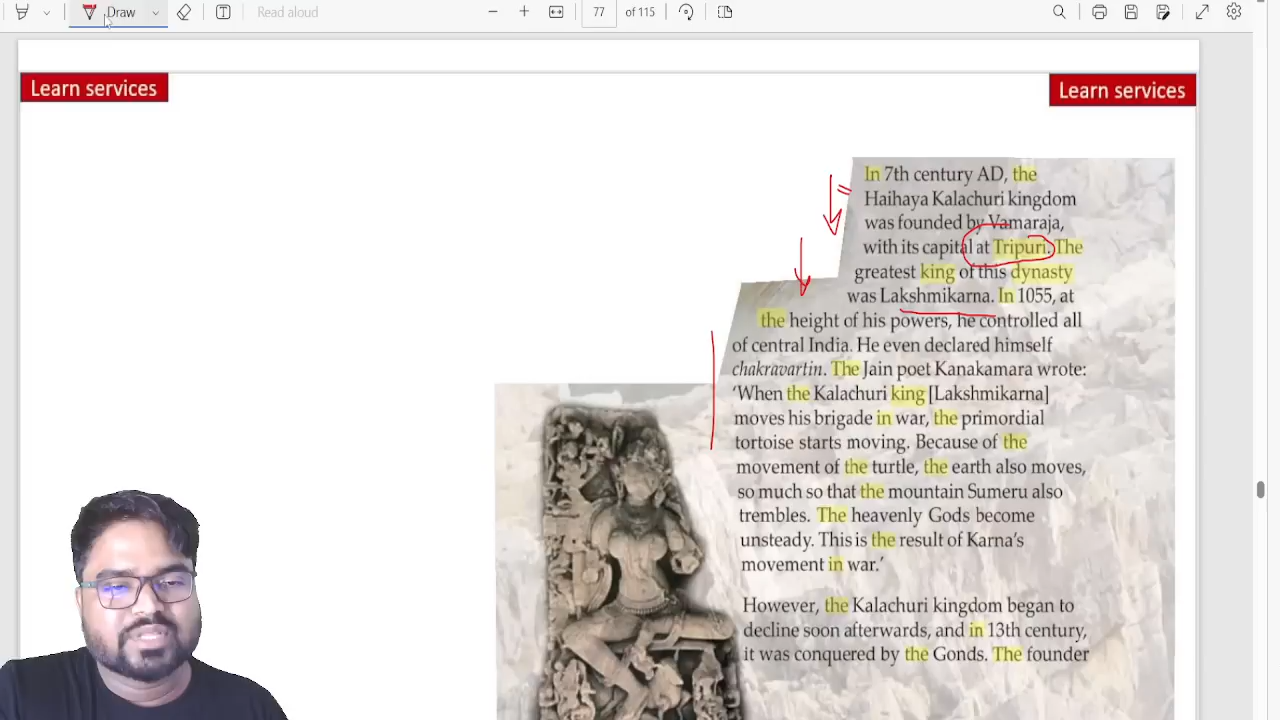 Draw
Read aloud
77 of 115
Learn services
Learn services
In 7th century AD, the
Haihaya Kalachuri kingdom
was founded by Vamaraja,
with its capital at Tripuri. The
greatest king of this dynasty
was Lakshmikarna. In 1055, at
the height of his powers, he controlled all
of central India. He even declared himself
chakravartin. The Jain poet Kanakamara wrote:
‘When the Kalachuri king [Lakshmikarna]
moves his brigade in war, the primordial
tortoise starts moving. Because of the
movement of the turtle, the earth also moves,
so much so that the mountain Sumeru also
trembles. The heavenly Gods become
unsteady. This is the result of Karna’s
movement in war.’
However, the Kalachuri kingdom began to
decline soon afterwards, and in 13th century,
it was conquered by the Gonds. The founder